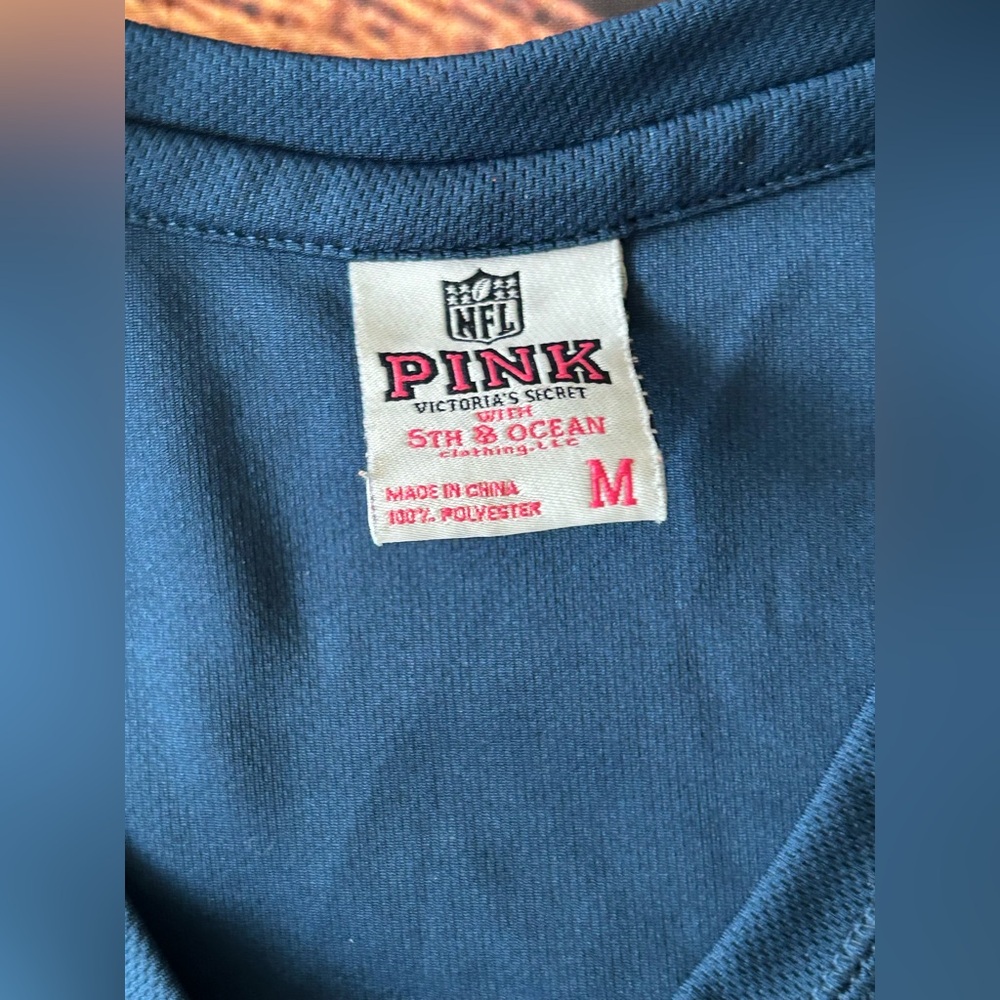 NFL
PINK
VICTORIA'S SECRET
WITH
5TH & OCEAN
clothing.LLC
MADE IN CHINA
100% POLYESTER
M